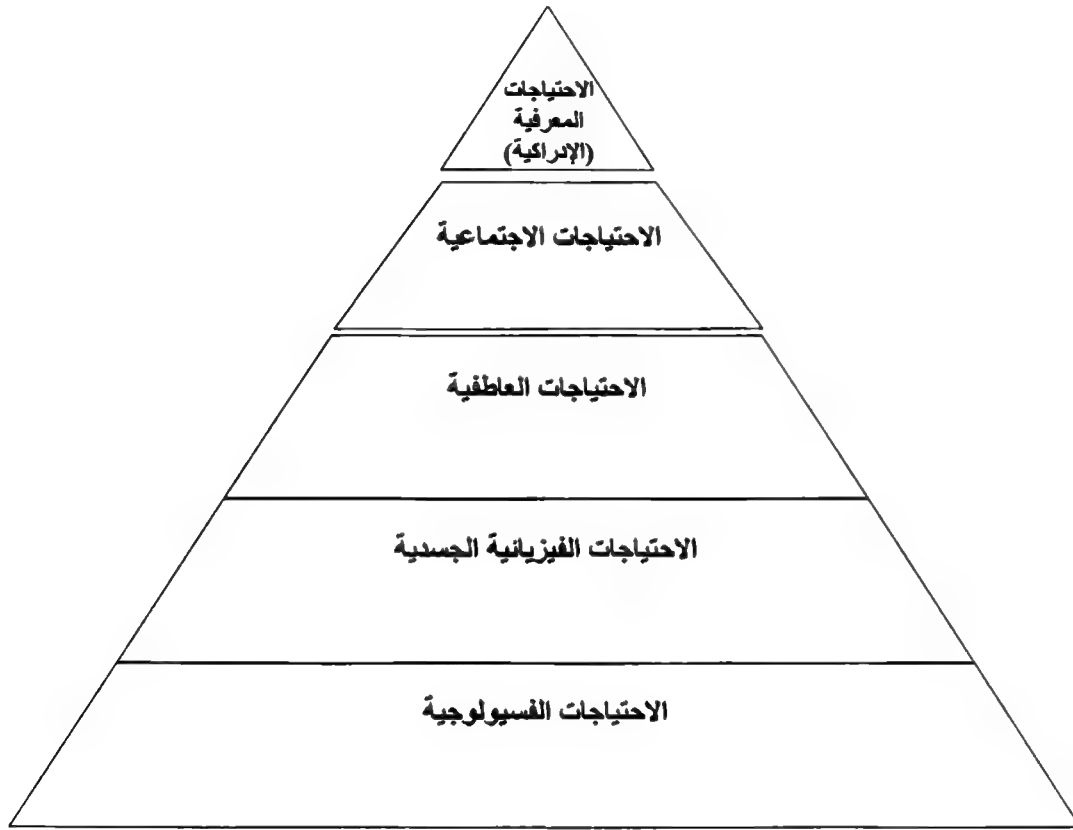 الاحتياجات
المعرفية
(الإدراكية)
الاحتياجات الاجتماعية
الاحتياجات العاطفية
الاحتياجات الفيزيائية الجسدية
الاحتياجات الفسيولوجية